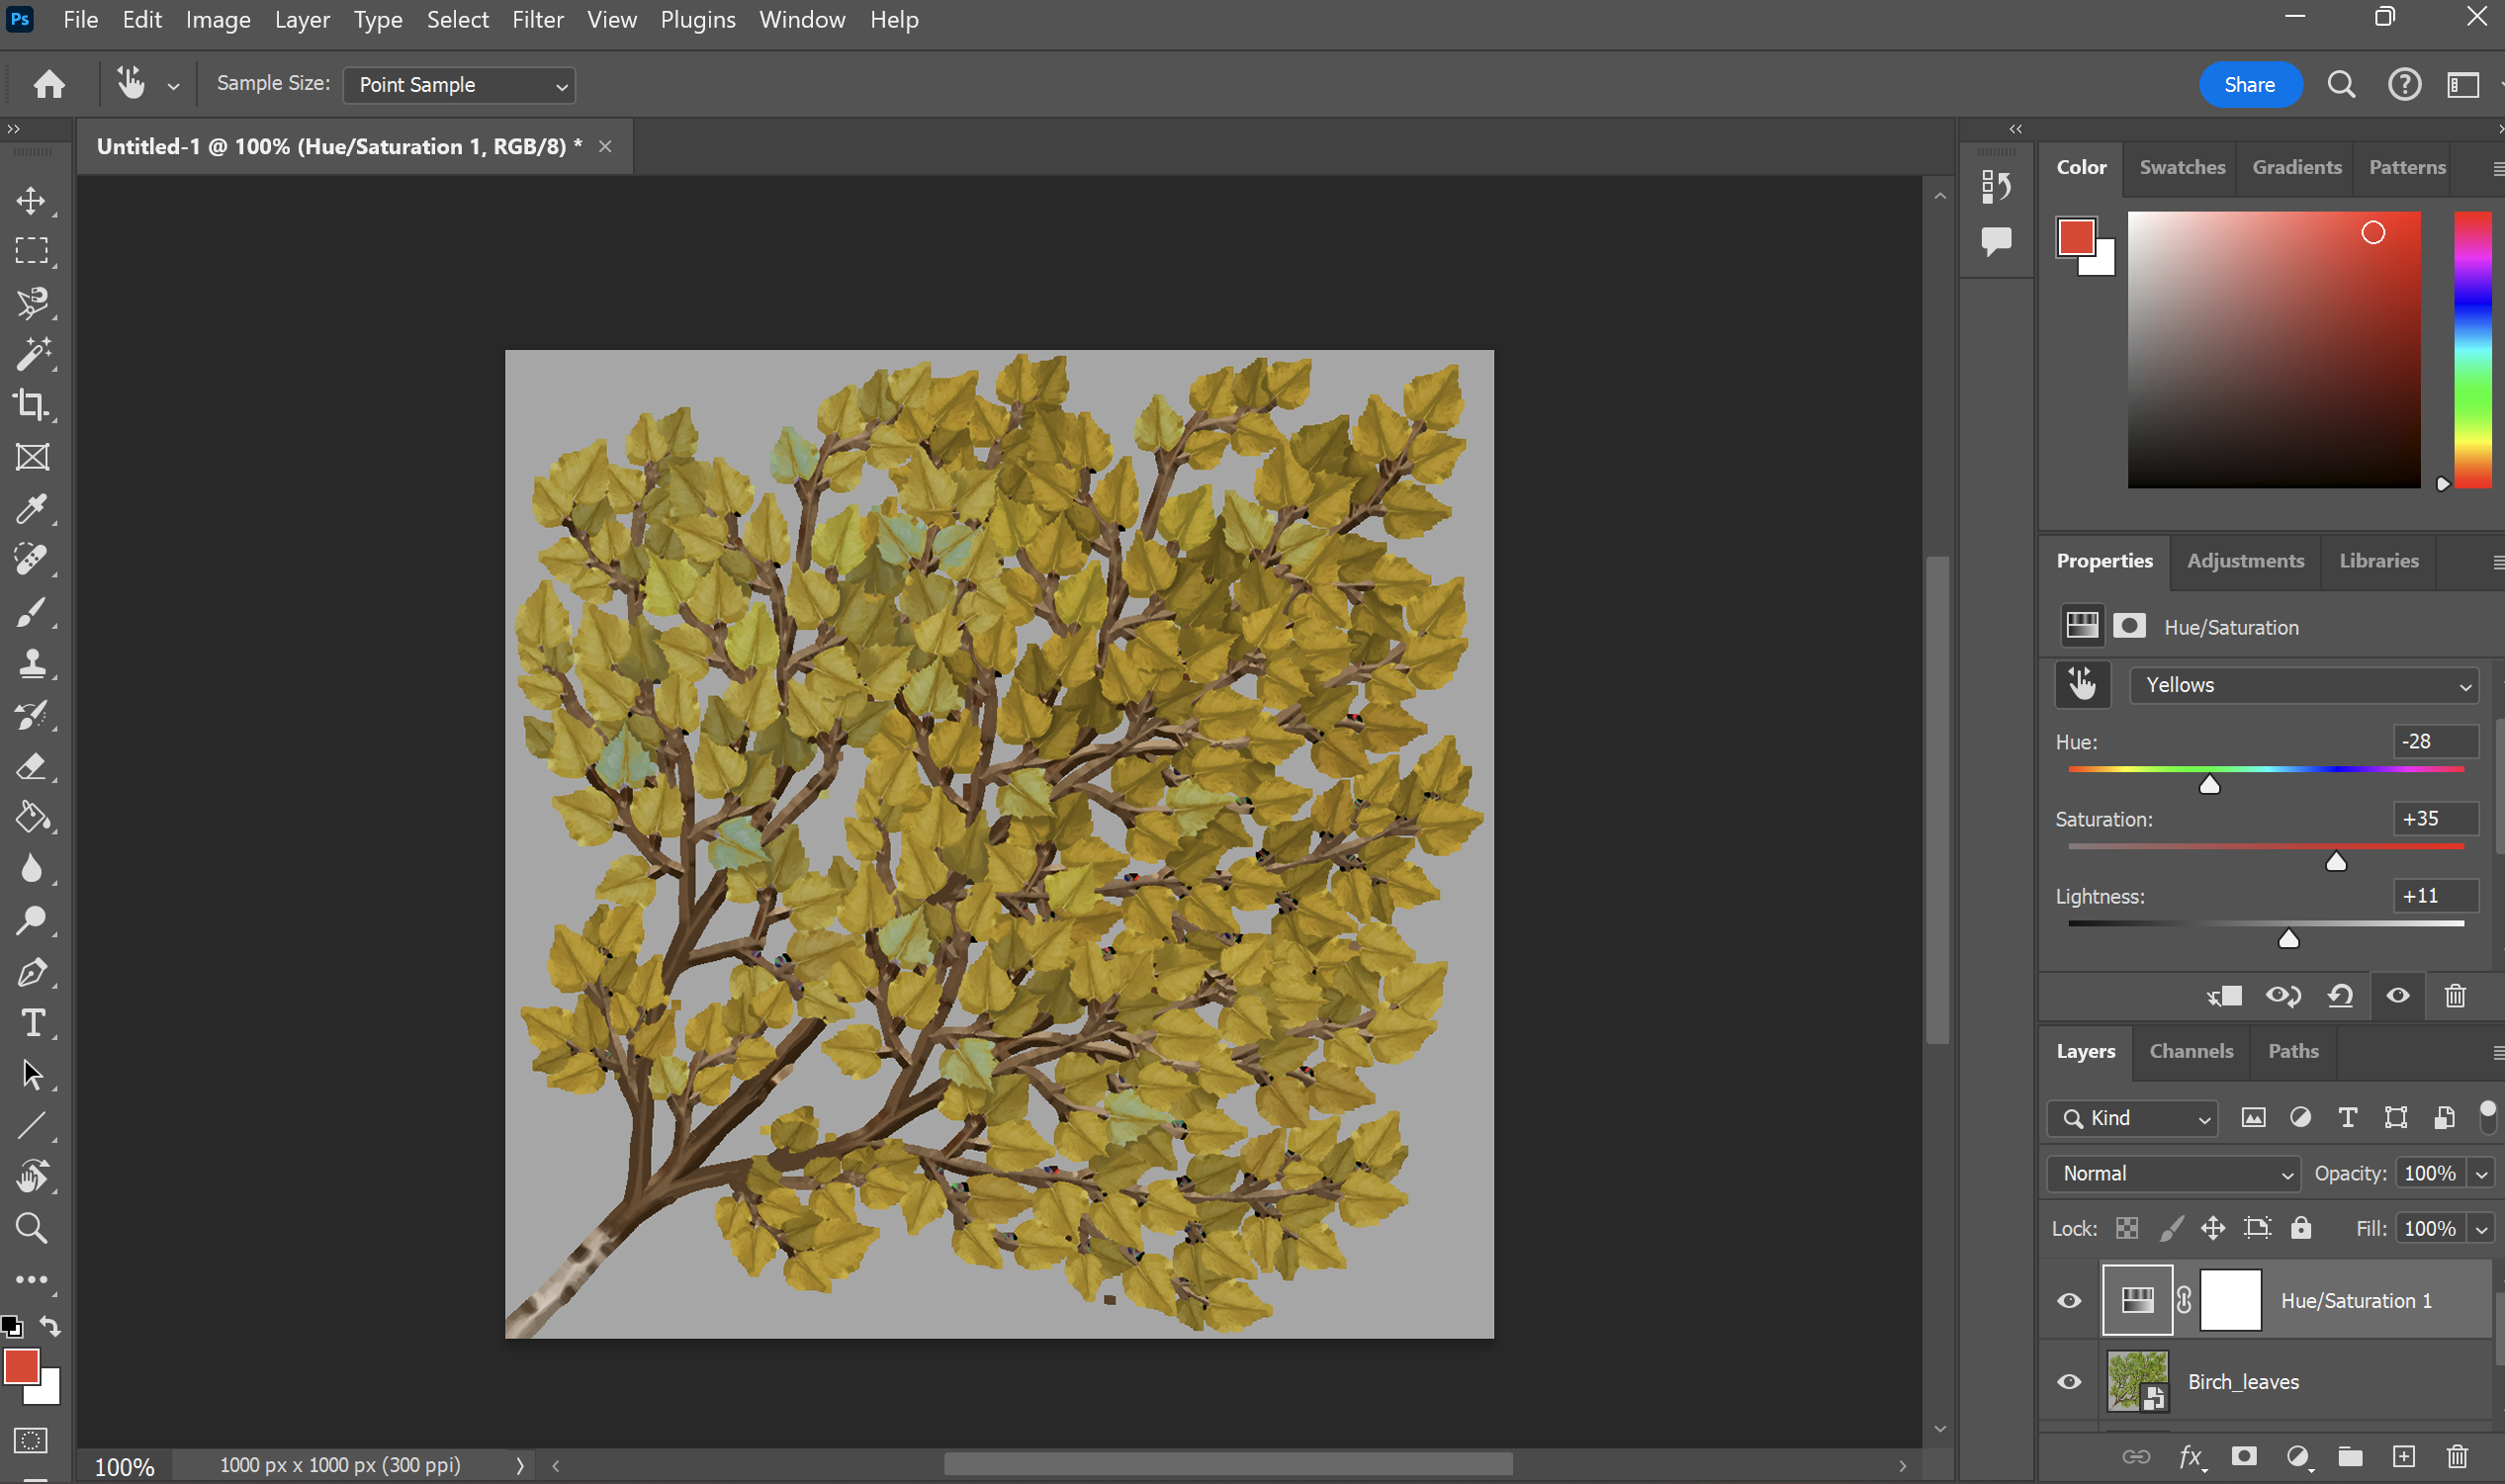 Ps File Edit Image Layer Type Select Filter View Plugins Window Help
Sample Size: Point Sample Share
Untitled-1 @ 100% (Hue/Saturation 1, RGB/8) *
Color Swatches Gradients Patterns
Properties Adjustments Libraries
Hue/Saturation
Yellows
Hue: -28
Saturation: +35
Lightness: +11
Layers Channels Paths
Kind
Normal Opacity: 100%
Lock: Fill: 100%
Hue/Saturation 1
Birch_leaves
fx
100% 1000 px x 1000 px (300 ppi)